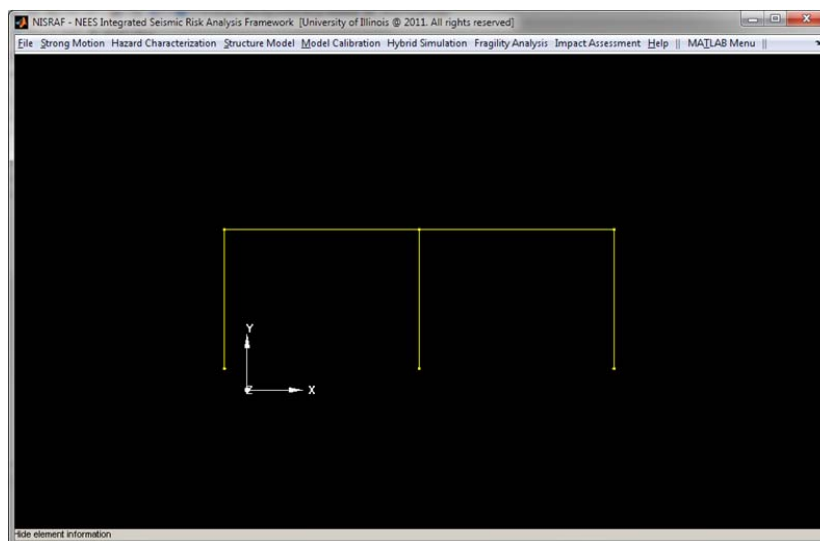 NISRAF - NEES Integrated Seismic Risk Analysis Framework [University of Illinois @ 2011. All rights reserved]
File Strong Motion Hazard Characterization Structure Model Model Calibration Hybrid Simulation Fragility Analysis Impact Assessment Help || MATLAB Menu ||
Y
Z X
Hide element information